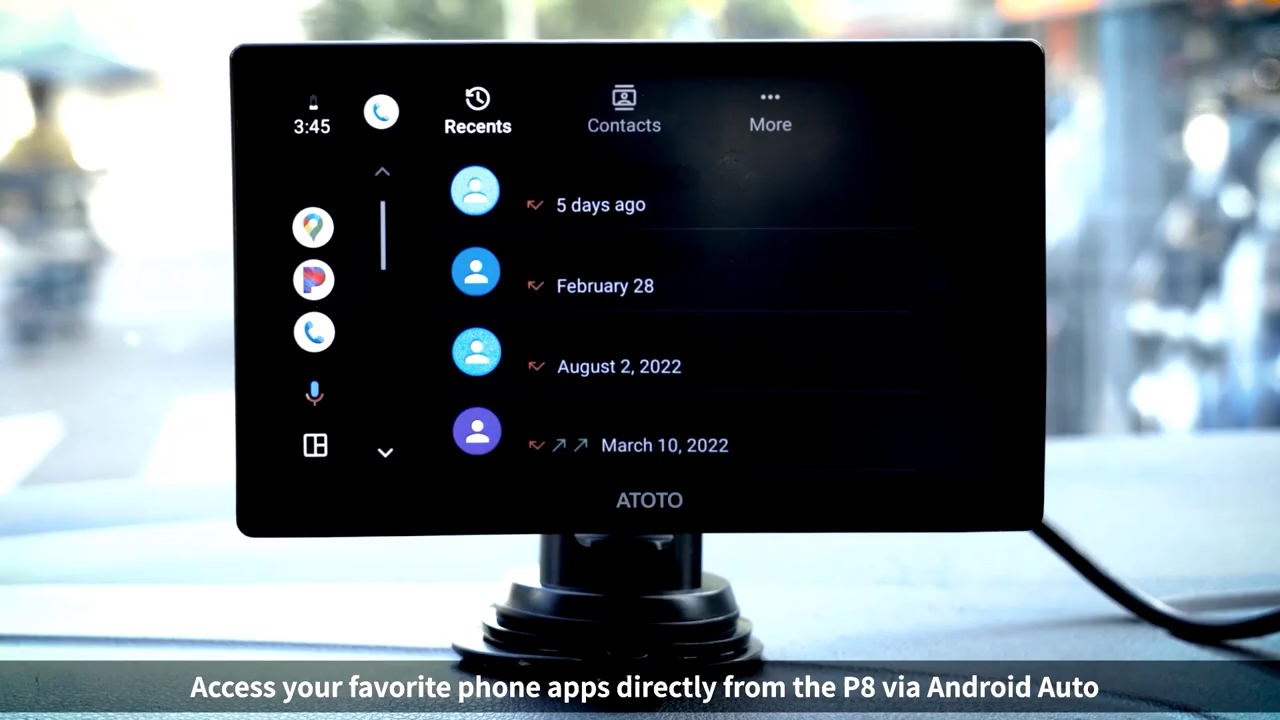 3:45
Recents
Contacts
More
5 days ago
February 28
August 2, 2022
March 10, 2022
ATOTO
Access your favorite phone apps directly from the P8 via Android Auto